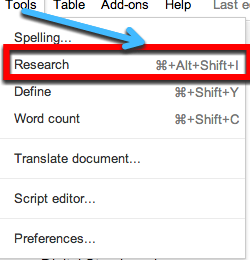 Tools Table Add-ons Help Last e
Spelling...
Research ⌘+Alt+Shift+I
Define ⌘+Shift+Y
Word count ⌘+Shift+C
Translate document...
Script editor...
Preferences...